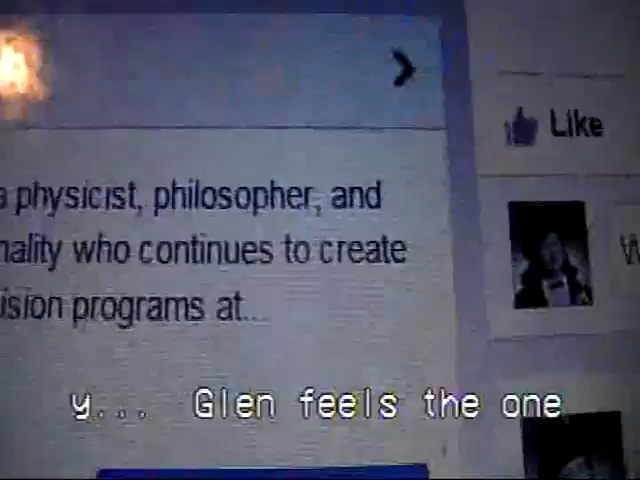 a physicist, philosopher, and
nality who continues to create
ision programs at...
Like
W
y... Glen feels the one